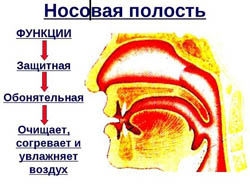 Носовая полость
ФУНКЦИИ
Защитная
Обонятельная
Очищает,
согревает и
увлажняет
воздух